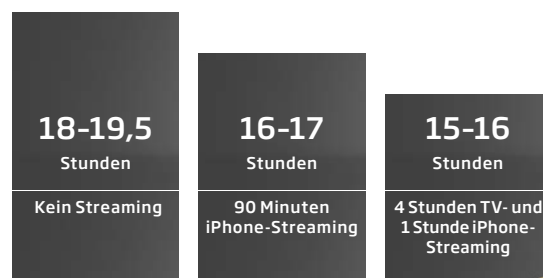 18-19,5
Stunden
Kein Streaming
16-17
Stunden
90 Minuten
iPhone-Streaming
15-16
Stunden
4 Stunden TV- und
1 Stunde iPhone-
Streaming